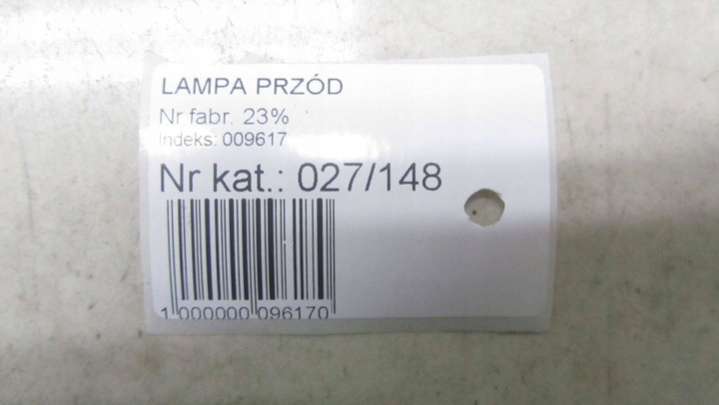 LAMPA PRZÓD
Nr fabr. 23%
Indeks: 009617
Nr kat.: 027/148
1 000000 096170